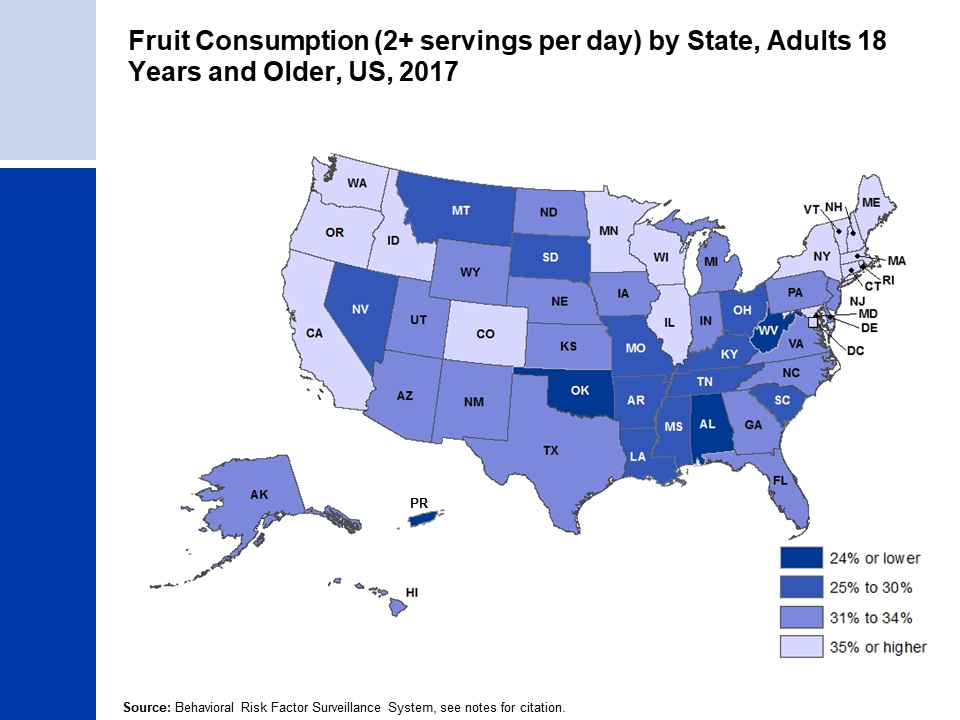 Fruit Consumption (2+ servings per day) by State, Adults 18
Years and Older, US, 2017
WA
MT
ND
ME
VT
NH
OR
ID
MN
SD
WI
NY
MA
MI
WY
RI
CT
IA
PA
NE
NJ
NV
OH
MD
UT
IL
IN
DE
CA
CO
WV
VA
KS
MO
KY
DC
NC
TN
OK
AZ
NM
AR
SC
MS
AL
GA
TX
LA
FL
AK
PR
HI
24% or lower
25% to 30%
31% to 34%
35% or higher
Source: Behavioral Risk Factor Surveillance System, see notes for citation.